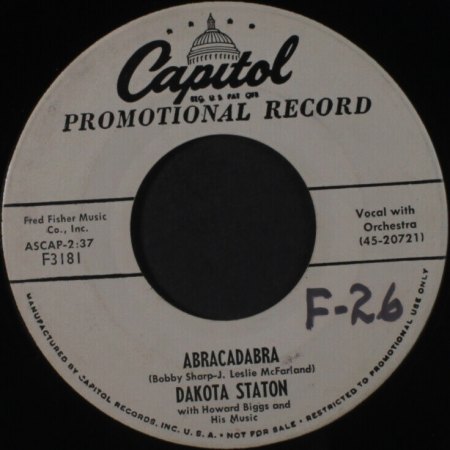 Capitol
REG. U.S. PAT. OFF.
PROMOTIONAL RECORD
Fred Fisher Music
Co., Inc.
ASCAP-2:37
F3181
Vocal with
Orchestra
(45-20721)
F-26
ABRACADABRA
(Bobby Sharp-J. Leslie McFarland)
DAKOTA STATON
with Howard Biggs and
His Music
MANUFACTURED BY CAPITOL RECORDS, INC. U.S.A. • NOT FOR SALE • RESTRICTED TO PROMOTIONAL USE ONLY